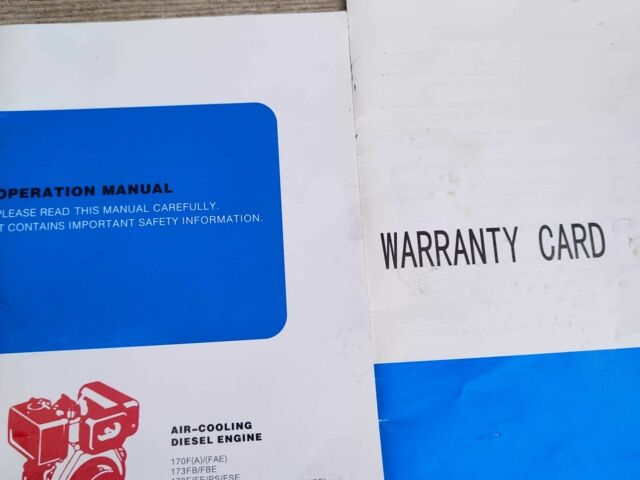 OPERATION MANUAL
PLEASE READ THIS MANUAL CAREFULLY.
IT CONTAINS IMPORTANT SAFETY INFORMATION.
AIR-COOLING
DIESEL ENGINE
170F(A)/(FAE)
173FB/FBE
WARRANTY CARD